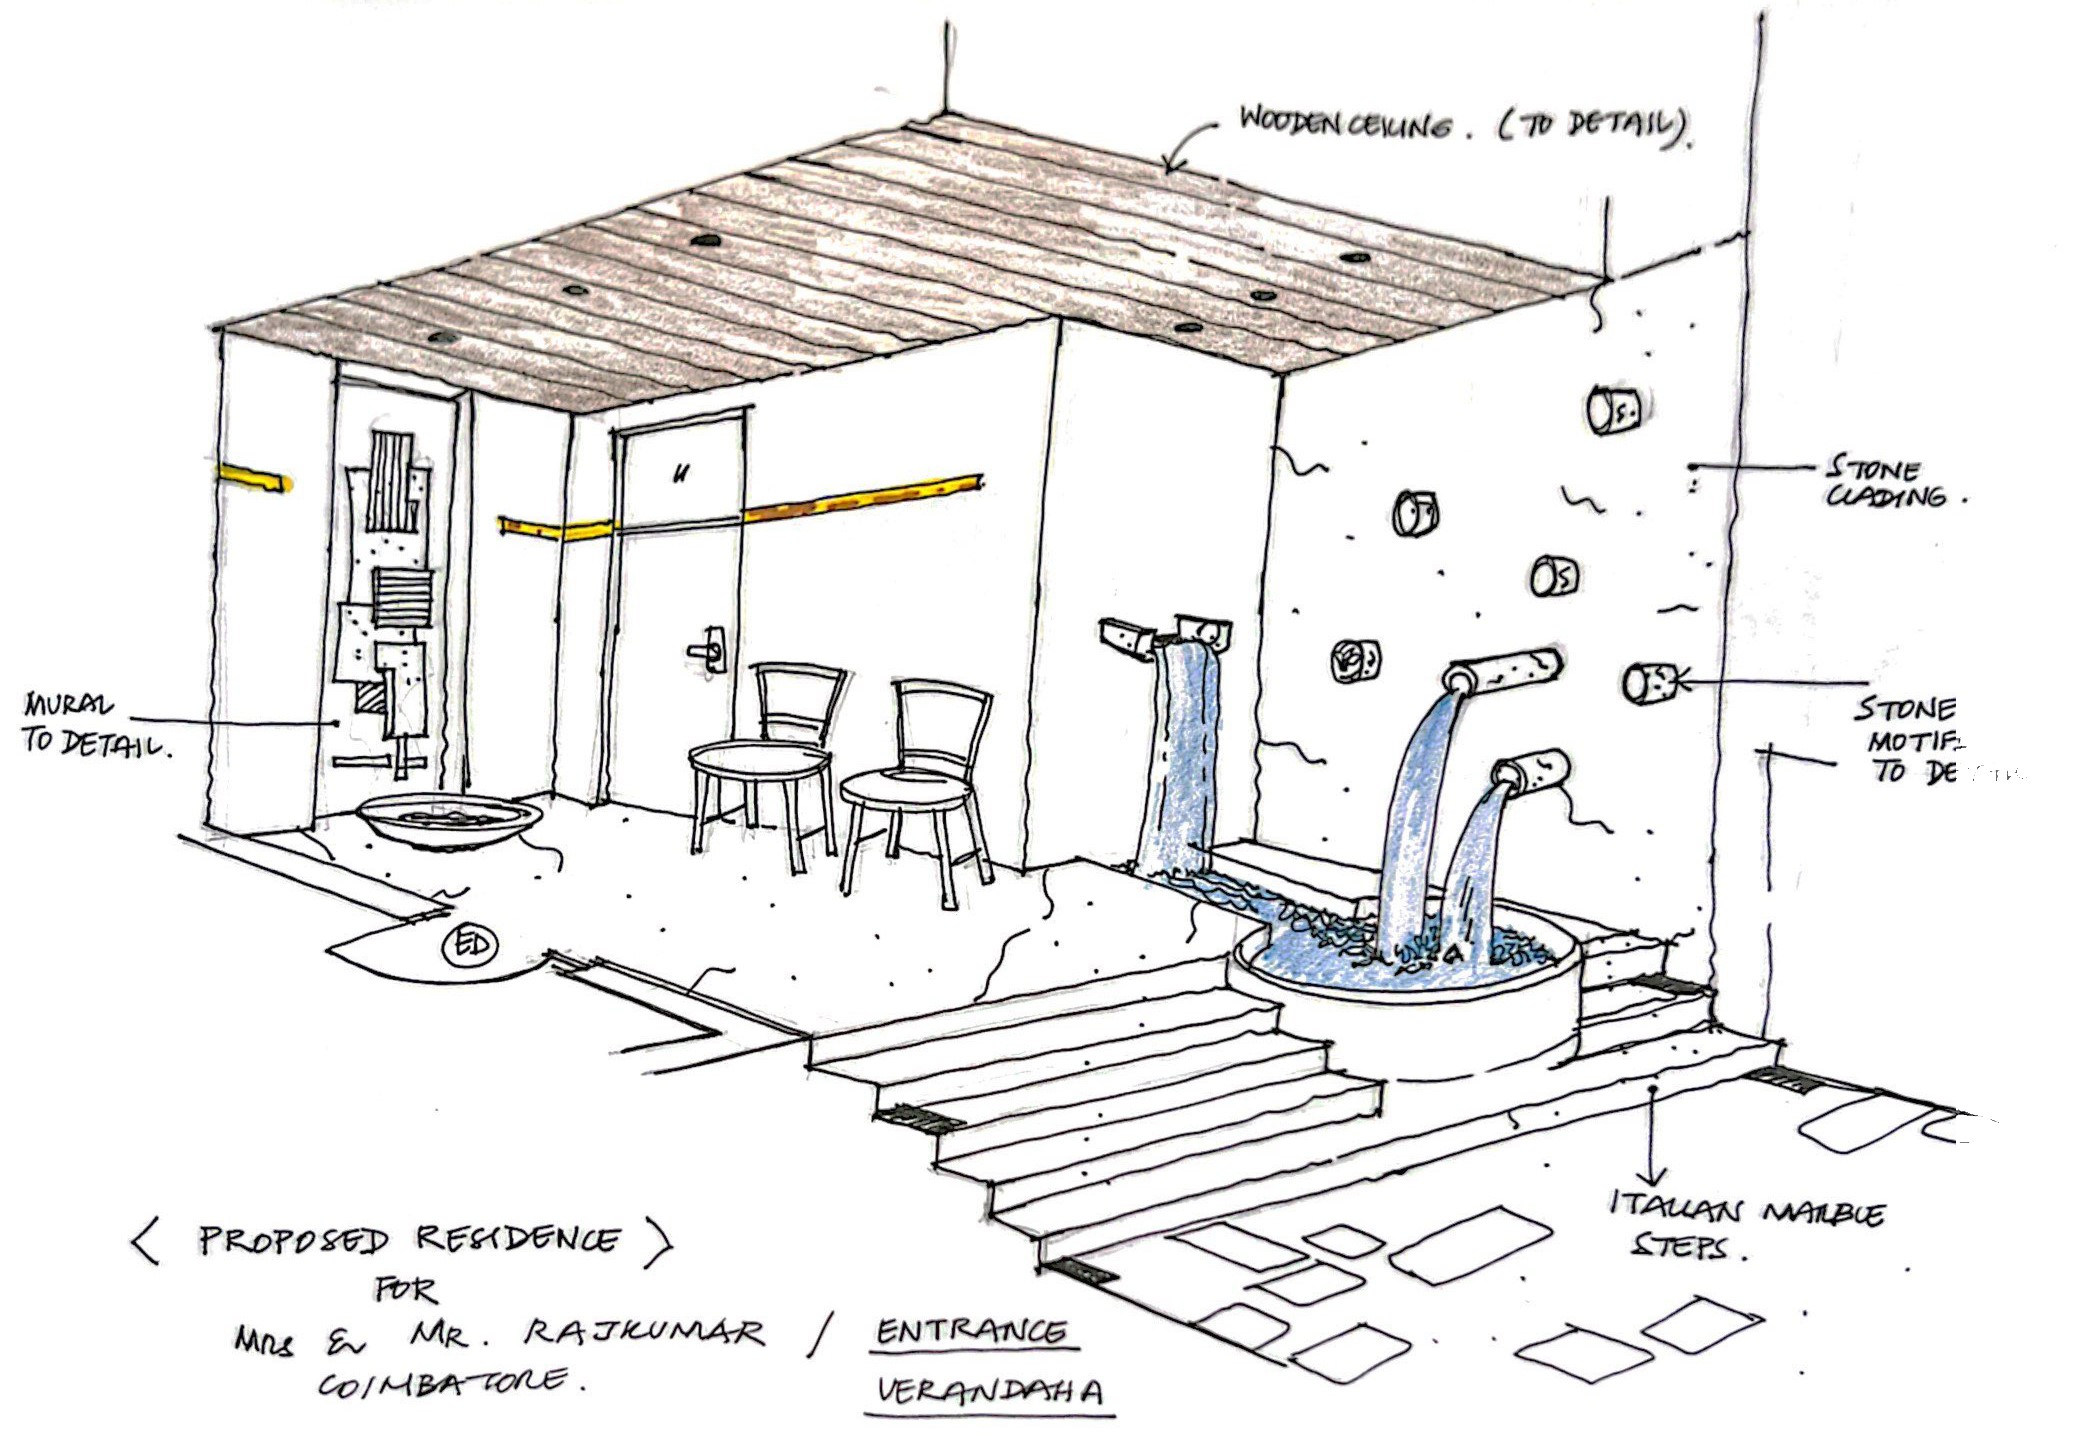 WOODEN CEILING. (TO DETAIL).
STONE
CLADING.
MURAL
TO DETAIL.
STONE
MOTIF
TO
ED
ITALIAN MARBLE
STEPS.
< PROPOSED RESIDENCE >
FOR
MRS & MR. RAJKUMAR / ENTRANCE
COIMBATORE.
VERANDAHA